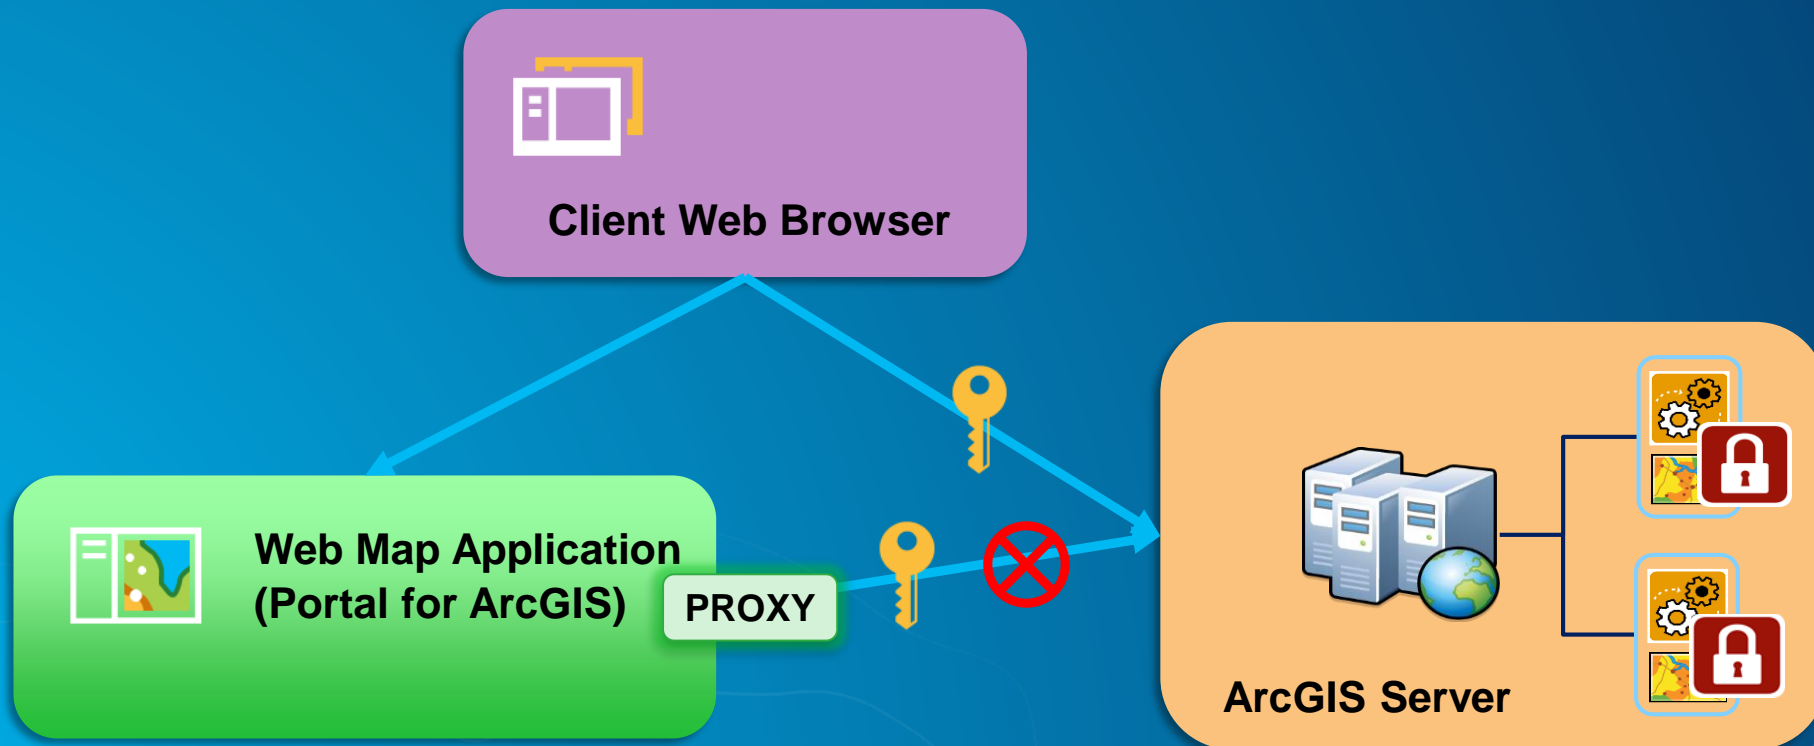 Client Web Browser
Web Map Application
(Portal for ArcGIS)
PROXY
ArcGIS Server